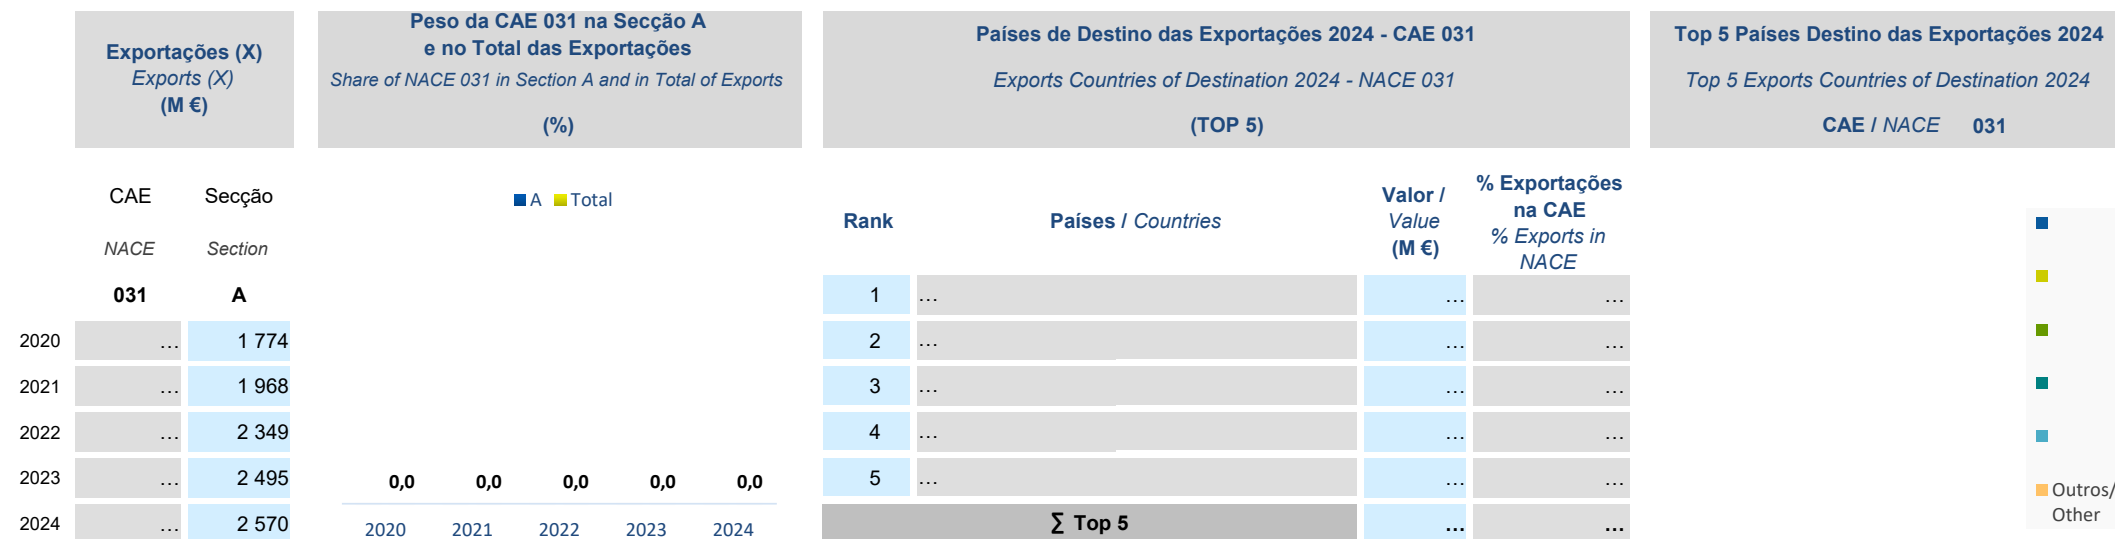 Exportações (X)
Exports (X)
(M €)
Peso da CAE 031 na Secção A
e no Total das Exportações
Share of NACE 031 in Section A and in Total of Exports
(%)
Países de Destino das Exportações 2024 - CAE 031
Exports Countries of Destination 2024 - NACE 031
(TOP 5)
Top 5 Países Destino das Exportações 2024
Top 5 Exports Countries of Destination 2024
CAE / NACE 031
CAE Secção
NACE Section
031 A
2020 ... 1 774
2021 ... 1 968
2022 ... 2 349
2023 ... 2 495
2024 ... 2 570
A Total
0,0 0,0 0,0 0,0 0,0
2020 2021 2022 2023 2024
Rank
Países / Countries
Valor /
Value
(M €)
% Exportações
na CAE
% Exports in
NACE
1 ... ... ...
2 ... ... ...
3 ... ... ...
4 ... ... ...
5 ... ... ...
∑ Top 5 ... ...
Outros/
Other